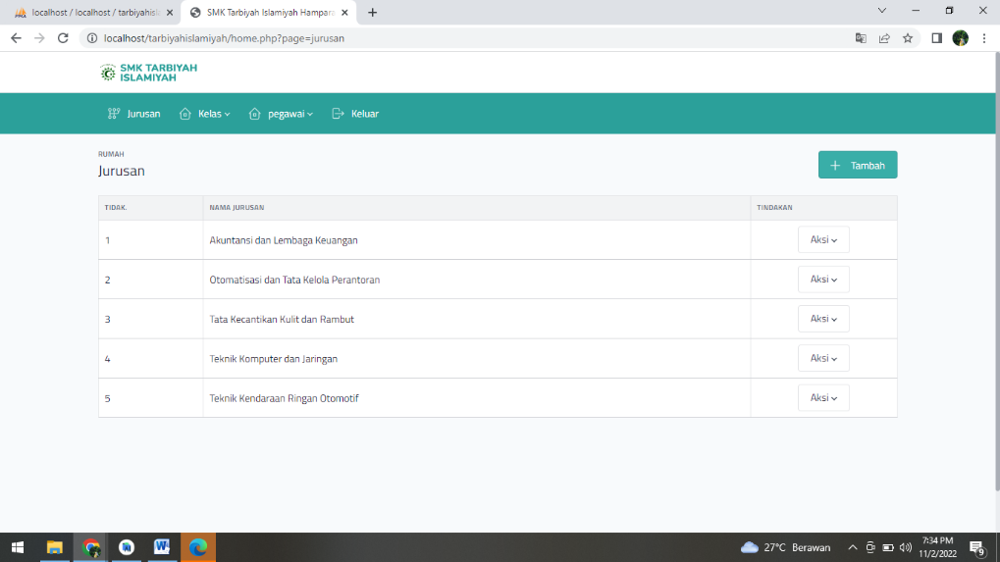 localhost / localhost / tarbiyahisl
SMK Tarbiyah Islamiyah Hampara
localhost/tarbiyahislamiyah/home.php?page=jurusan
SMK TARBIYAH
ISLAMIYAH
Jurusan
Kelas
pegawai
Keluar
RUMAH
Jurusan
Tambah
TIDAK. NAMA JURUSAN TINDAKAN
1 Akuntansi dan Lembaga Keuangan Aksi
2 Otomatisasi dan Tata Kelola Perantoran Aksi
3 Tata Kecantikan Kulit dan Rambut Aksi
4 Teknik Komputer dan Jaringan Aksi
5 Teknik Kendaraan Ringan Otomotif Aksi
27°C Berawan
7:34 PM
11/2/2022
9